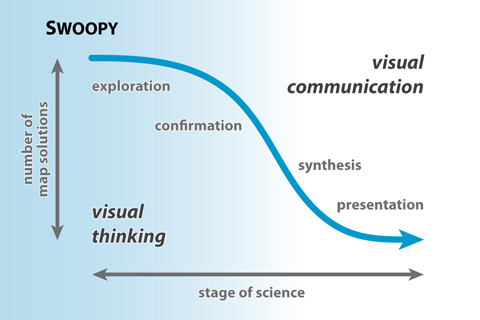 SWOOPY
visual
communication
exploration
confirmation
synthesis
presentation
number of
map solutions
visual
thinking
stage of science